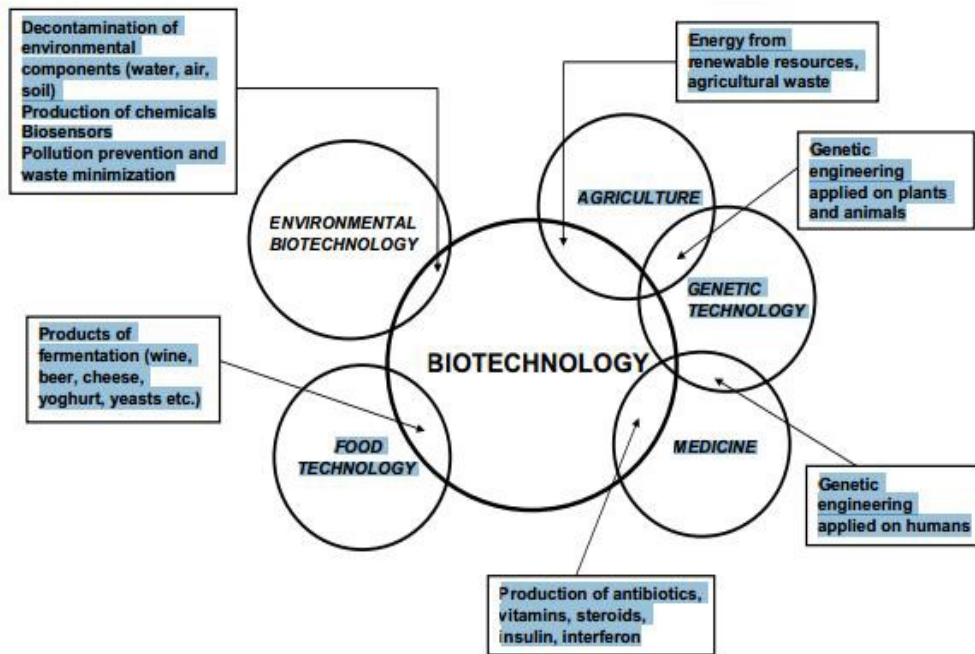 Decontamination of
environmental
components (water, air,
soil)
Production of chemicals
Biosensors
Pollution prevention and
waste minimization
Energy from
renewable resources,
agricultural waste
Genetic
engineering
applied on plants
and animals
ENVIRONMENTAL
BIOTECHNOLOGY
AGRICULTURE
GENETIC
TECHNOLOGY
Products of
fermentation (wine,
beer, cheese,
yoghurt, yeasts etc.)
BIOTECHNOLOGY
FOOD
TECHNOLOGY
MEDICINE
Genetic
engineering
applied on humans
Production of antibiotics,
vitamins, steroids,
insulin, interferon